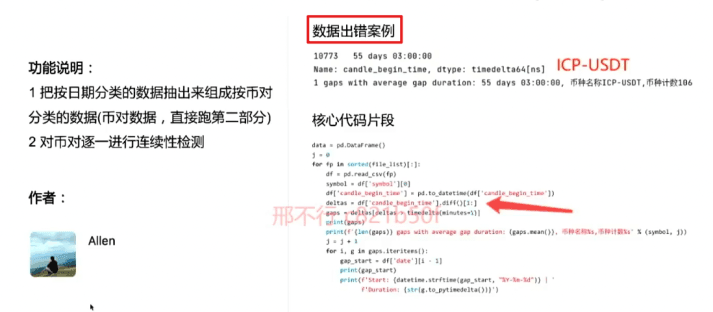 功能说明：
1 把按日期分类的数据抽出来组成按币对
分类的数据(币对数据，直接跑第二部分)
2 对币对逐一进行连续性检测
作者：
Allen
数据出错案例
10773 55 days 03:00:00
Name: candle_begin_time, dtype: timedelta64[ns]
ICP-USDT
1 gaps with average gap duration: 55 days 03:00:00, 币种名称ICP-USDT,币种计数106
核心代码片段
data = pd.DataFrame()
j = 0
for fp in sorted(file_list)[:]:
df = pd.read_csv(fp)
symbol = df['symbol'][0]
df['candle_begin_time'] = pd.to_datetime(df['candle_begin_time'])
deltas = df['candle_begin_time'].diff()[1:]
gaps = deltas[deltas > timedelta(minutes=1)]
print(gaps)
print(f'{len(gaps)} gaps with average gap duration: {gaps.mean()}, 币种名称%s,币种计数%s' % (symbol, j))
j = j + 1
for i, g in gaps.iteritems():
gap_start = df['date'][i - 1]
print(gap_start)
print(f'Start: {datetime.strftime(gap_start, "%Y-%m-%d")} | '
f'Duration: {str(g.to_pytimedelta())}')
邢不行